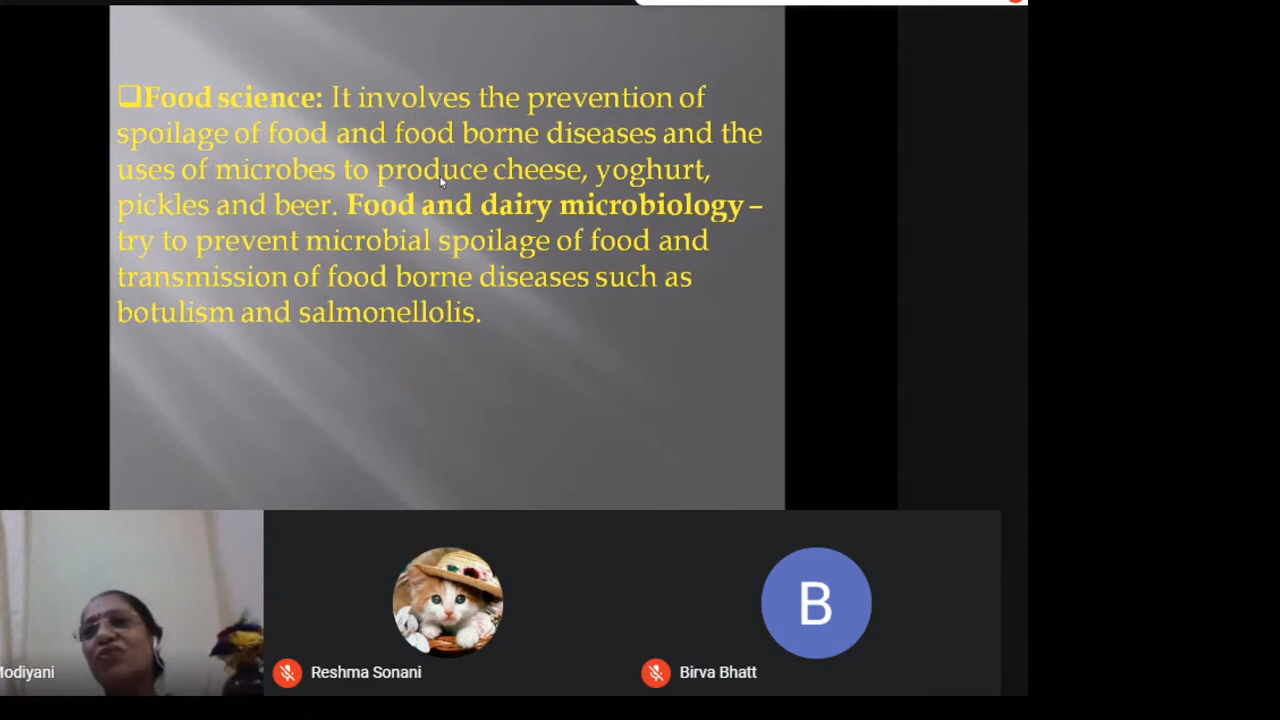 ❑Food science: It involves the prevention of
spoilage of food and food borne diseases and the
uses of microbes to produce cheese, yoghurt,
pickles and beer. Food and dairy microbiology –
try to prevent microbial spoilage of food and
transmission of food borne diseases such as
botulism and salmonellolis.
B
Modiyani
Reshma Sonani
Birva Bhatt